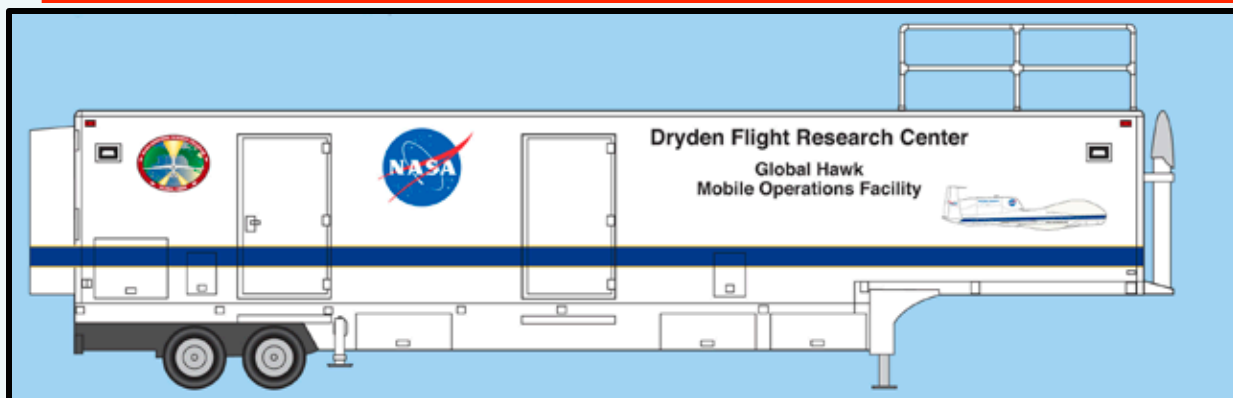 NASA
Dryden Flight Research Center
Global Hawk
Mobile Operations Facility